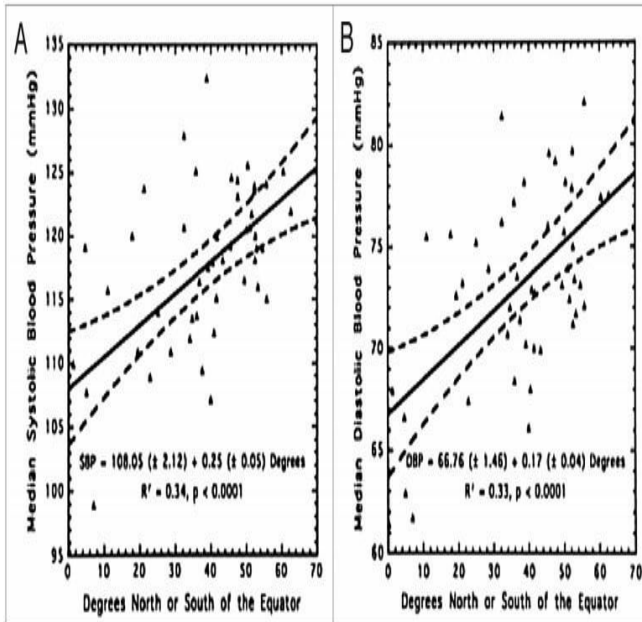 A
Median Systolic Blood Pressure (mmHg)
135
130
125
120
115
110
105
100
95
SBP = 108.05 (± 2.12) + 0.25 (± 0.05) Degrees
R' = 0.34, p < 0.0001
0 10 20 30 40 50 60 70
Degrees North or South of the Equator
B
Median Diastolic Blood Pressure (mmHg)
85
80
75
70
65
60
DBP = 66.76 (± 1.46) + 0.17 (± 0.04) Degrees
R' = 0.33, p < 0.0001
0 10 20 30 40 50 60 70
Degrees North or South of the Equator